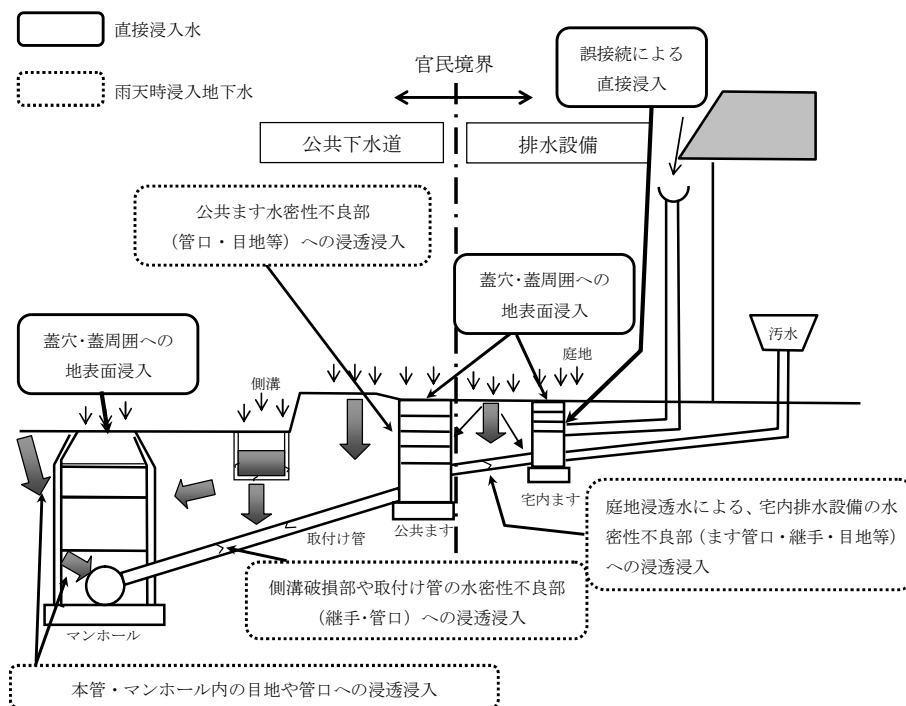 直接浸入水
雨天時浸入地下水
官民境界
誤接続による
直接浸入
公共下水道
排水設備
公共ます水密性不良部
（管口・目地等）への浸透浸入
蓋穴・蓋周囲への
地表面浸入
蓋穴・蓋周囲への
地表面浸入
側溝
庭地
汚水
宅内ます
公共ます
取付け管
庭地浸透水による、宅内排水設備の水
密性不良部（ます管口・継手・目地等）
への浸透浸入
側溝破損部や取付け管の水密性不良部
（継手・管口）への浸透浸入
マンホール
本管・マンホール内の目地や管口への浸透浸入